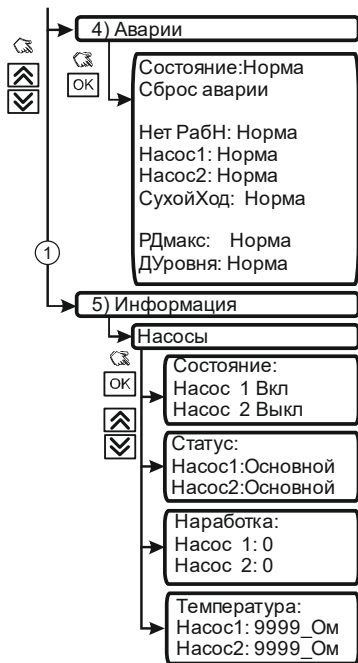 4) Аварии
OK
Состояние:Норма
Сброс аварии
Нет РабН: Норма
Насос1: Норма
Насос2: Норма
СухойХод: Норма
РДмакс: Норма
ДУровня: Норма
1
5) Информация
Насосы
OK
Состояние:
Насос 1 Вкл
Насос 2 Выкл
Статус:
Насос1:Основной
Насос2:Основной
Наработка:
Насос 1: 0
Насос 2: 0
Температура:
Насос1: 9999_Ом
Насос2: 9999_Ом